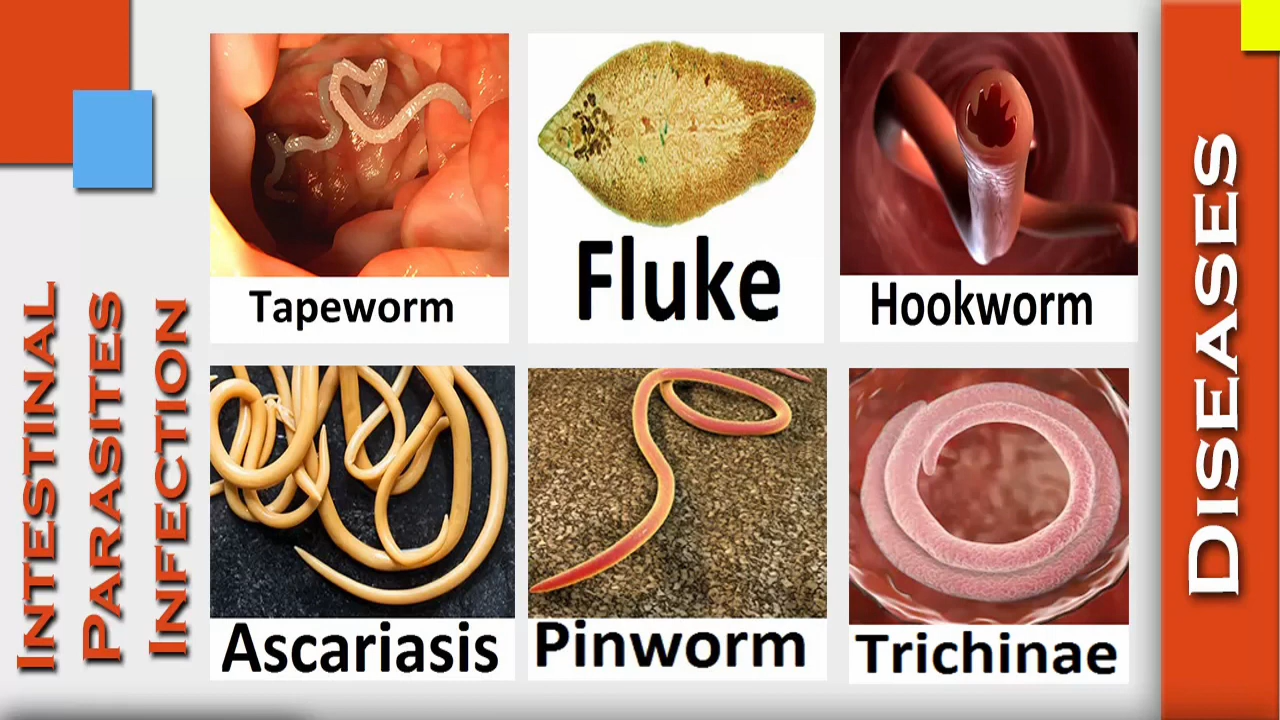 Intestinal
Parasites
Infection
Tapeworm
Fluke
Hookworm
Ascariasis
Pinworm
Trichinae
Diseases